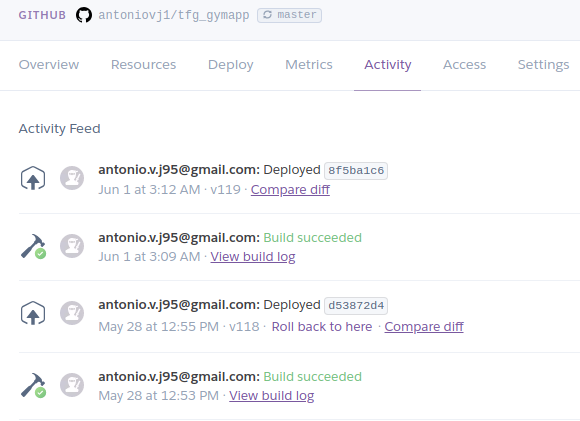 GITHUB antoniovj1/tfg_gymapp master
Overview Resources Deploy Metrics Activity Access Settings
Activity Feed
antonio.v.j95@gmail.com: Deployed 8f5ba1c6
Jun 1 at 3:12 AM · v119 · Compare diff
antonio.v.j95@gmail.com: Build succeeded
Jun 1 at 3:09 AM · View build log
antonio.v.j95@gmail.com: Deployed d53872d4
May 28 at 12:55 PM · v118 · Roll back to here · Compare diff
antonio.v.j95@gmail.com: Build succeeded
May 28 at 12:53 PM · View build log